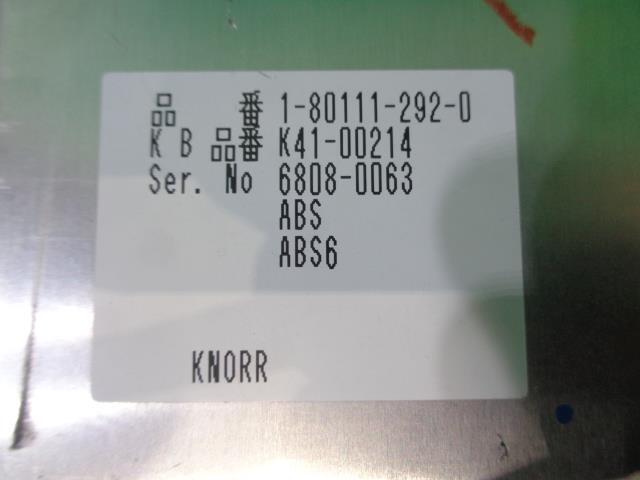 品 番 1-80111-292-0
K B 品番 K41-00214
Ser. No 6808-0063
ABS
ABS6
KNORR